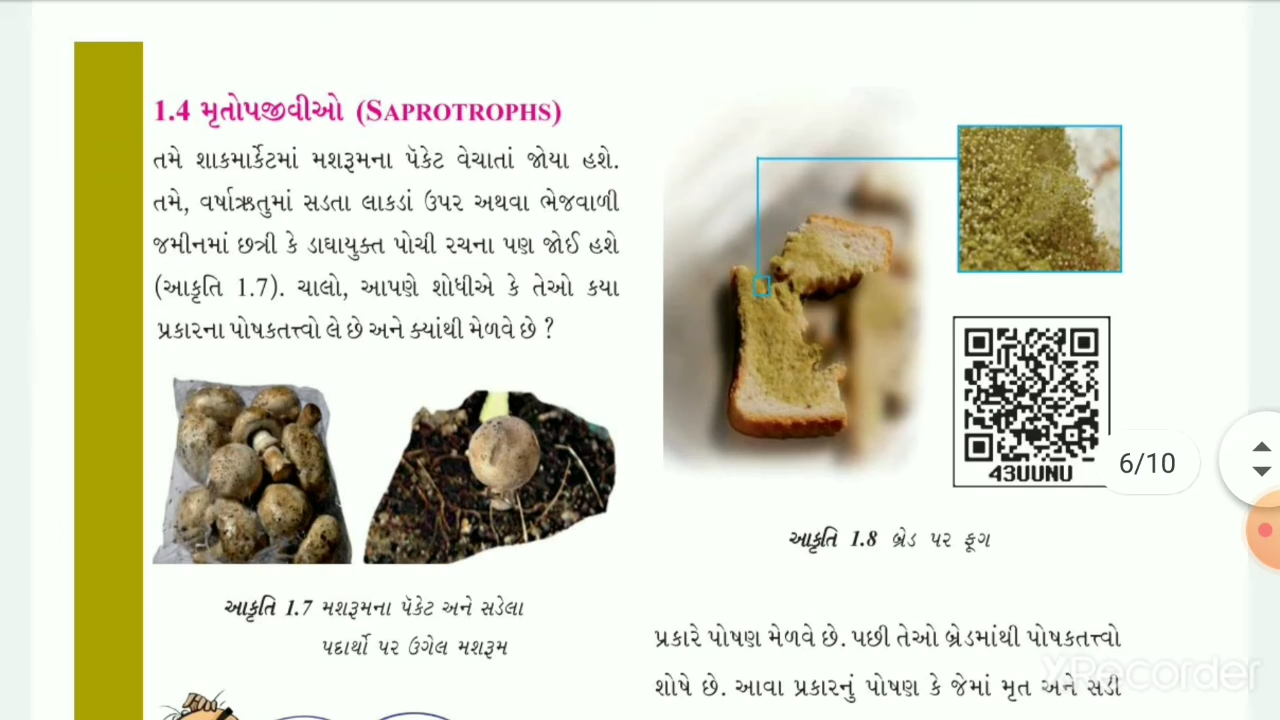 1.4 મૃતોપજીવીઓ (SAPROTROPHS)
તમે શાકમાર્કેટમાં મશરૂમના પૅકેટ વેચાતાં જોયા હશે.
તમે, વર્ષાઋતુમાં સડતા લાકડાં ઉપર અથવા ભેજવાળી
જમીનમાં છત્રી કે ડાઘાયુક્ત પોચી રચના પણ જોઈ હશે
(આકૃતિ 1.7). ચાલો, આપણે શોધીએ કે તેઓ કયા
પ્રકારના પોષકતત્ત્વો લે છે અને ક્યાંથી મેળવે છે ?
આકૃતિ 1.7 મશરૂમના પૅકેટ અને સડેલા
પદાર્થો પર ઉગેલ મશરૂમ
43UUNU
6/10
આકૃતિ 1.8 બ્રેડ પર ફૂગ
પ્રકારે પોષણ મેળવે છે. પછી તેઓ બ્રેડમાંથી પોષકતત્ત્વો
શોષે છે. આવા પ્રકારનું પોષણ કે જેમાં મૃત અને સડી
XRecorder